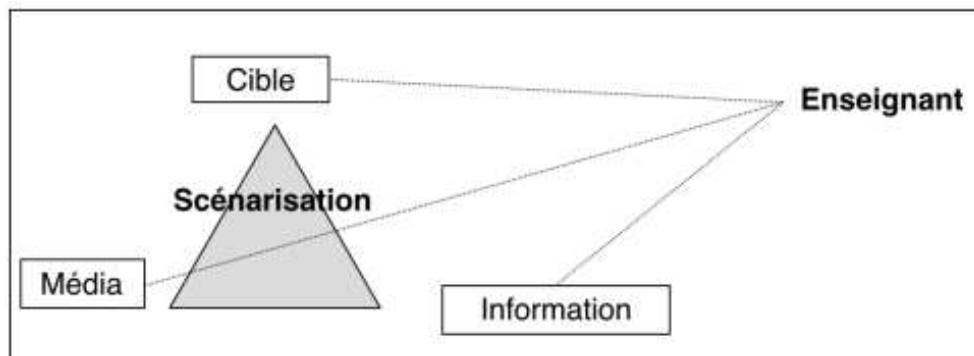 Cible
Enseignant
Scénarisation
Média
Information